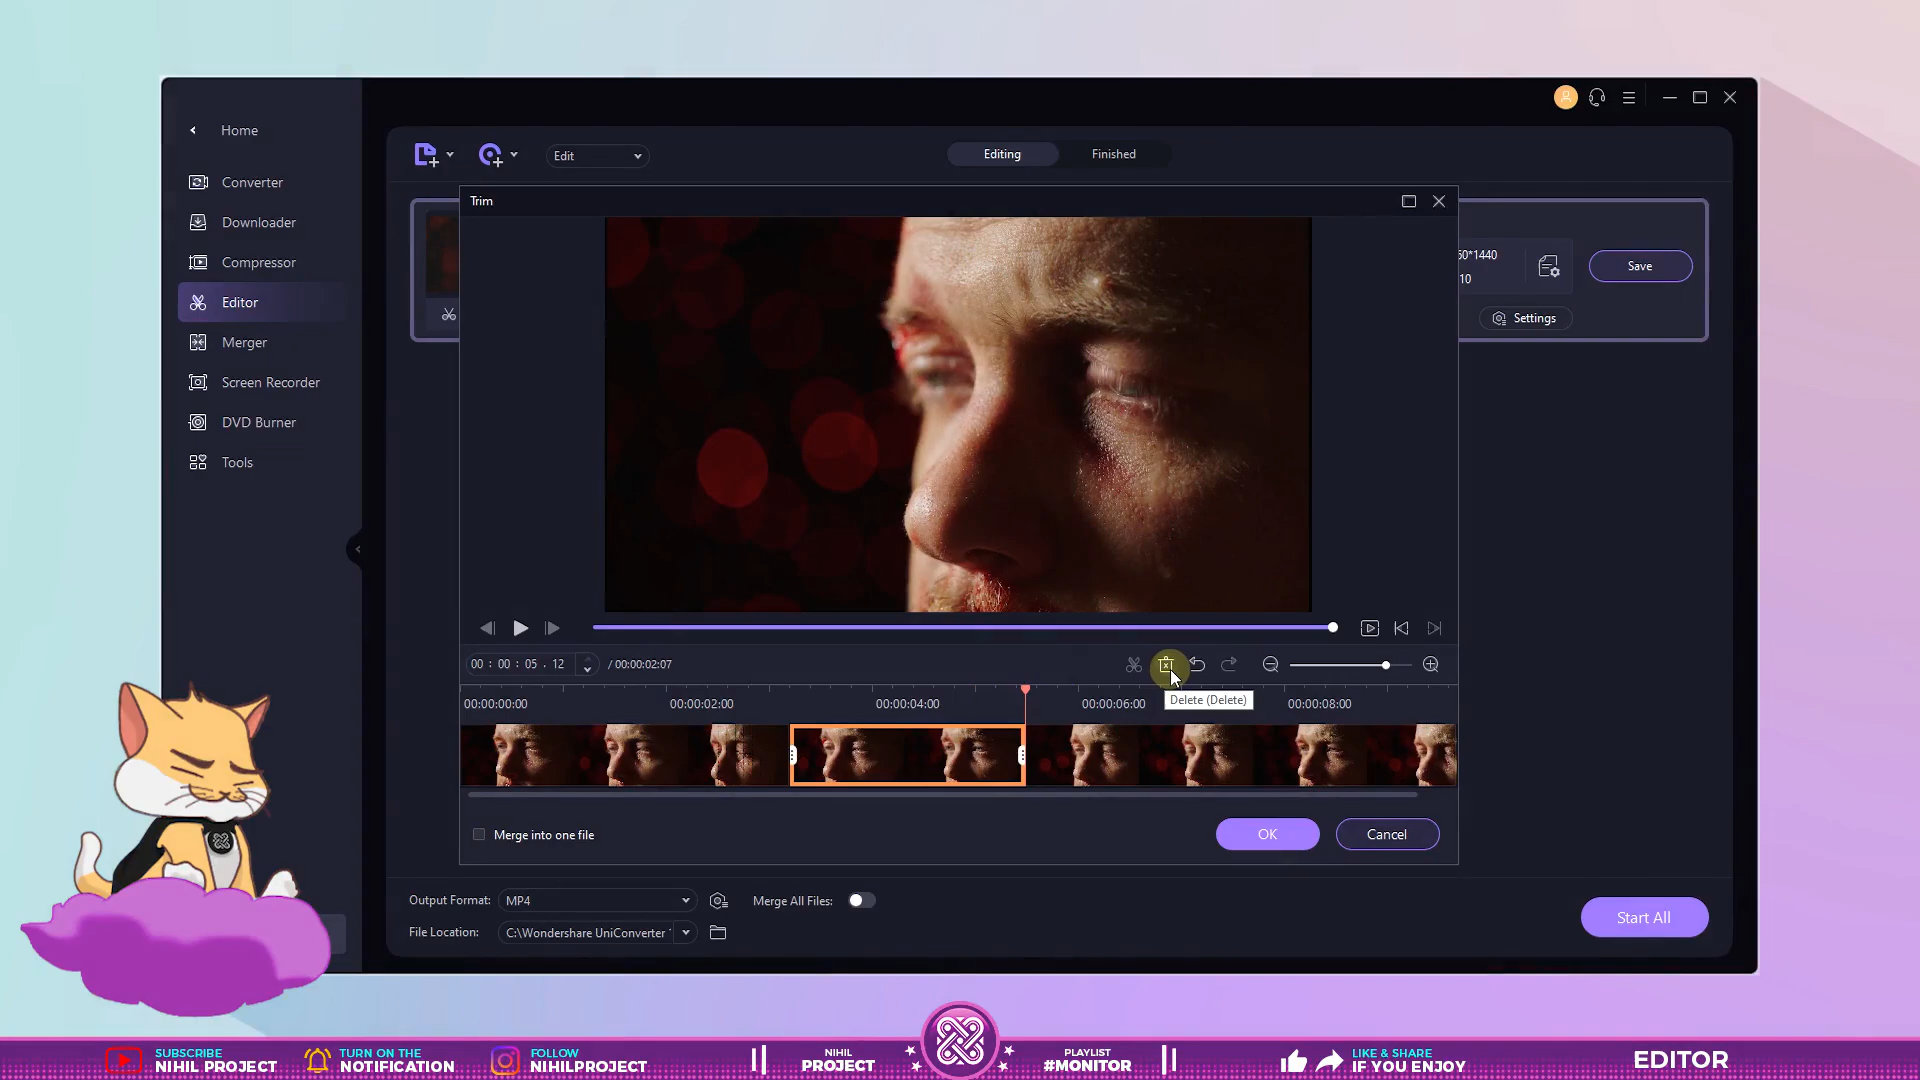 Home
Converter
Downloader
Compressor
Editor
Merger
Screen Recorder
DVD Burner
Tools
Edit
Editing
Finished
Trim
60*1440
10
Save
Settings
00 : 00 : 05 . 12
/ 00:00:02:07
Delete (Delete)
00:00:00:00
00:00:02:00
00:00:04:00
00:00:06:00
00:00:08:00
Merge into one file
OK
Cancel
Output Format:
MP4
Merge All Files:
File Location:
C:\Wondershare UniConverter
Start All
SUBSCRIBE
NIHIL PROJECT
TURN ON THE
NOTIFICATION
FOLLOW
NIHILPROJECT
NIHIL
PROJECT
PLAYLIST
#MONITOR
LIKE & SHARE
IF YOU ENJOY
EDITOR